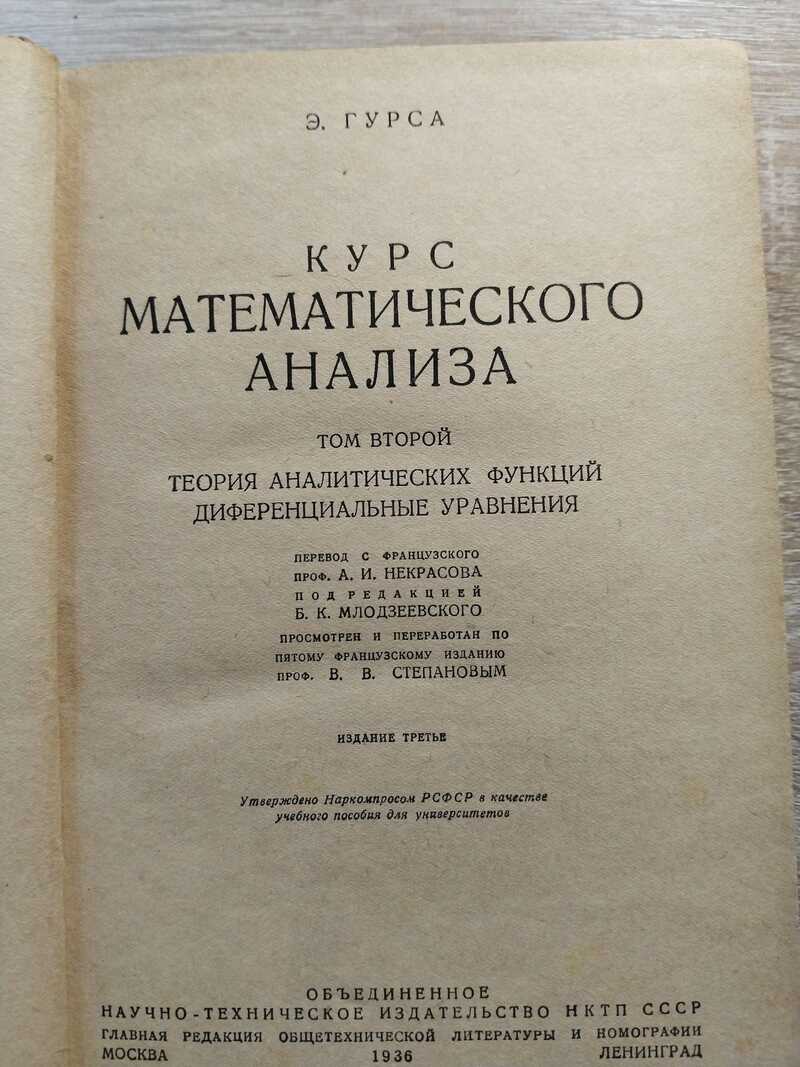 Э. ГУРСА
КУРС
МАТЕМАТИЧЕСКОГО
АНАЛИЗА
ТОМ ВТОРОЙ
ТЕОРИЯ АНАЛИТИЧЕСКИХ ФУНКЦИЙ
ДИФЕРЕНЦИАЛЬНЫЕ УРАВНЕНИЯ
ПЕРЕВОД С ФРАНЦУЗСКОГО
ПРОФ. А. И. НЕКРАСОВА
ПОД РЕДАКЦИЕЙ
Б. К. МЛОДЗЕЕВСКОГО
ПРОСМОТРЕН И ПЕРЕРАБОТАН ПО
ПЯТОМУ ФРАНЦУЗСКОМУ ИЗДАНИЮ
ПРОФ. В. В. СТЕПАНОВЫМ
ИЗДАНИЕ ТРЕТЬЕ
Утверждено Наркомпросом РСФСР в качестве
учебного пособия для университетов
ОБЪЕДИНЕННОЕ
НАУЧНО-ТЕХНИЧЕСКОЕ ИЗДАТЕЛЬСТВО НКТП СССР
ГЛАВНАЯ РЕДАКЦИЯ ОБЩЕТЕХНИЧЕСКОЙ ЛИТЕРАТУРЫ И НОМОГРАФИИ
МОСКВА 1936 ЛЕНИНГРАД